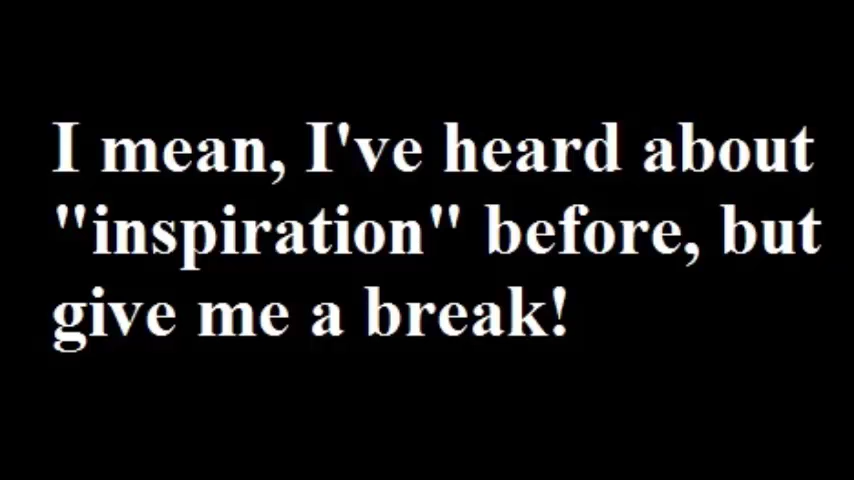 I mean, I've heard about
"inspiration" before, but
give me a break!